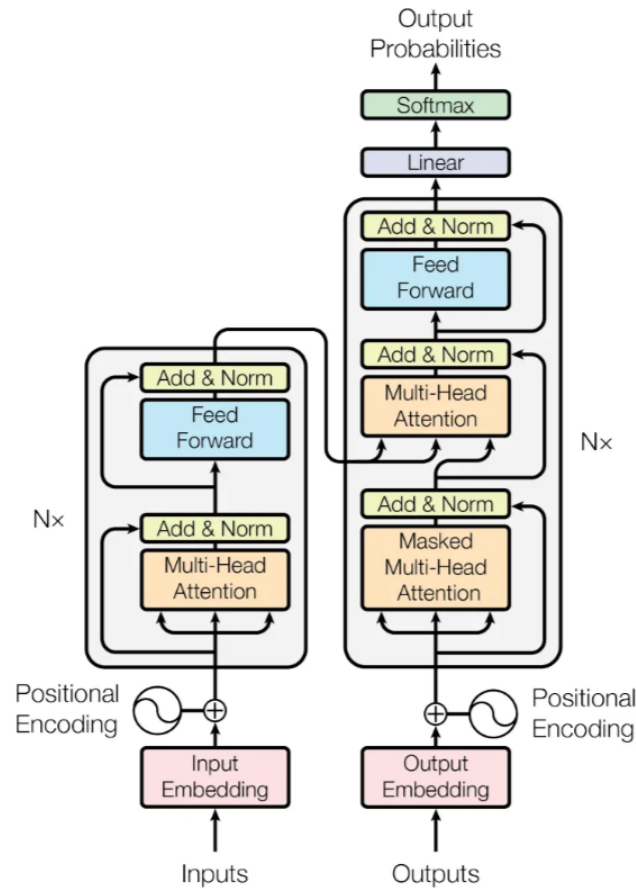 Output
Probabilities
Softmax
Linear
Add & Norm
Feed
Forward
Add & Norm
Multi-Head
Attention
Add & Norm
Masked
Multi-Head
Attention
Nx
Add & Norm
Feed
Forward
Add & Norm
Multi-Head
Attention
Nx
Positional
Encoding
Positional
Encoding
Input
Embedding
Output
Embedding
Inputs
Outputs